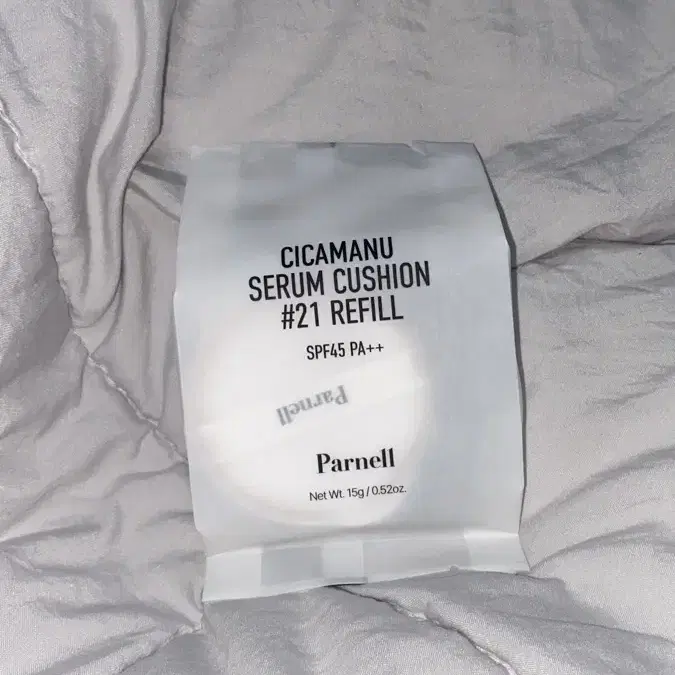 CICAMANU
SERUM CUSHION
#21 REFILL
SPF45 PA++
Parnell
Parnell
Net Wt. 15g / 0.52oz.